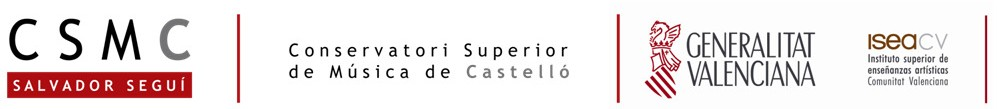 CSMC
SALVADOR SEGUÍ
Conservatori Superior
de Música de Castelló
GENERALITAT
VALENCIANA
iseacv
Instituto superior de
enseñanzas artísticas
Comunitat Valenciana